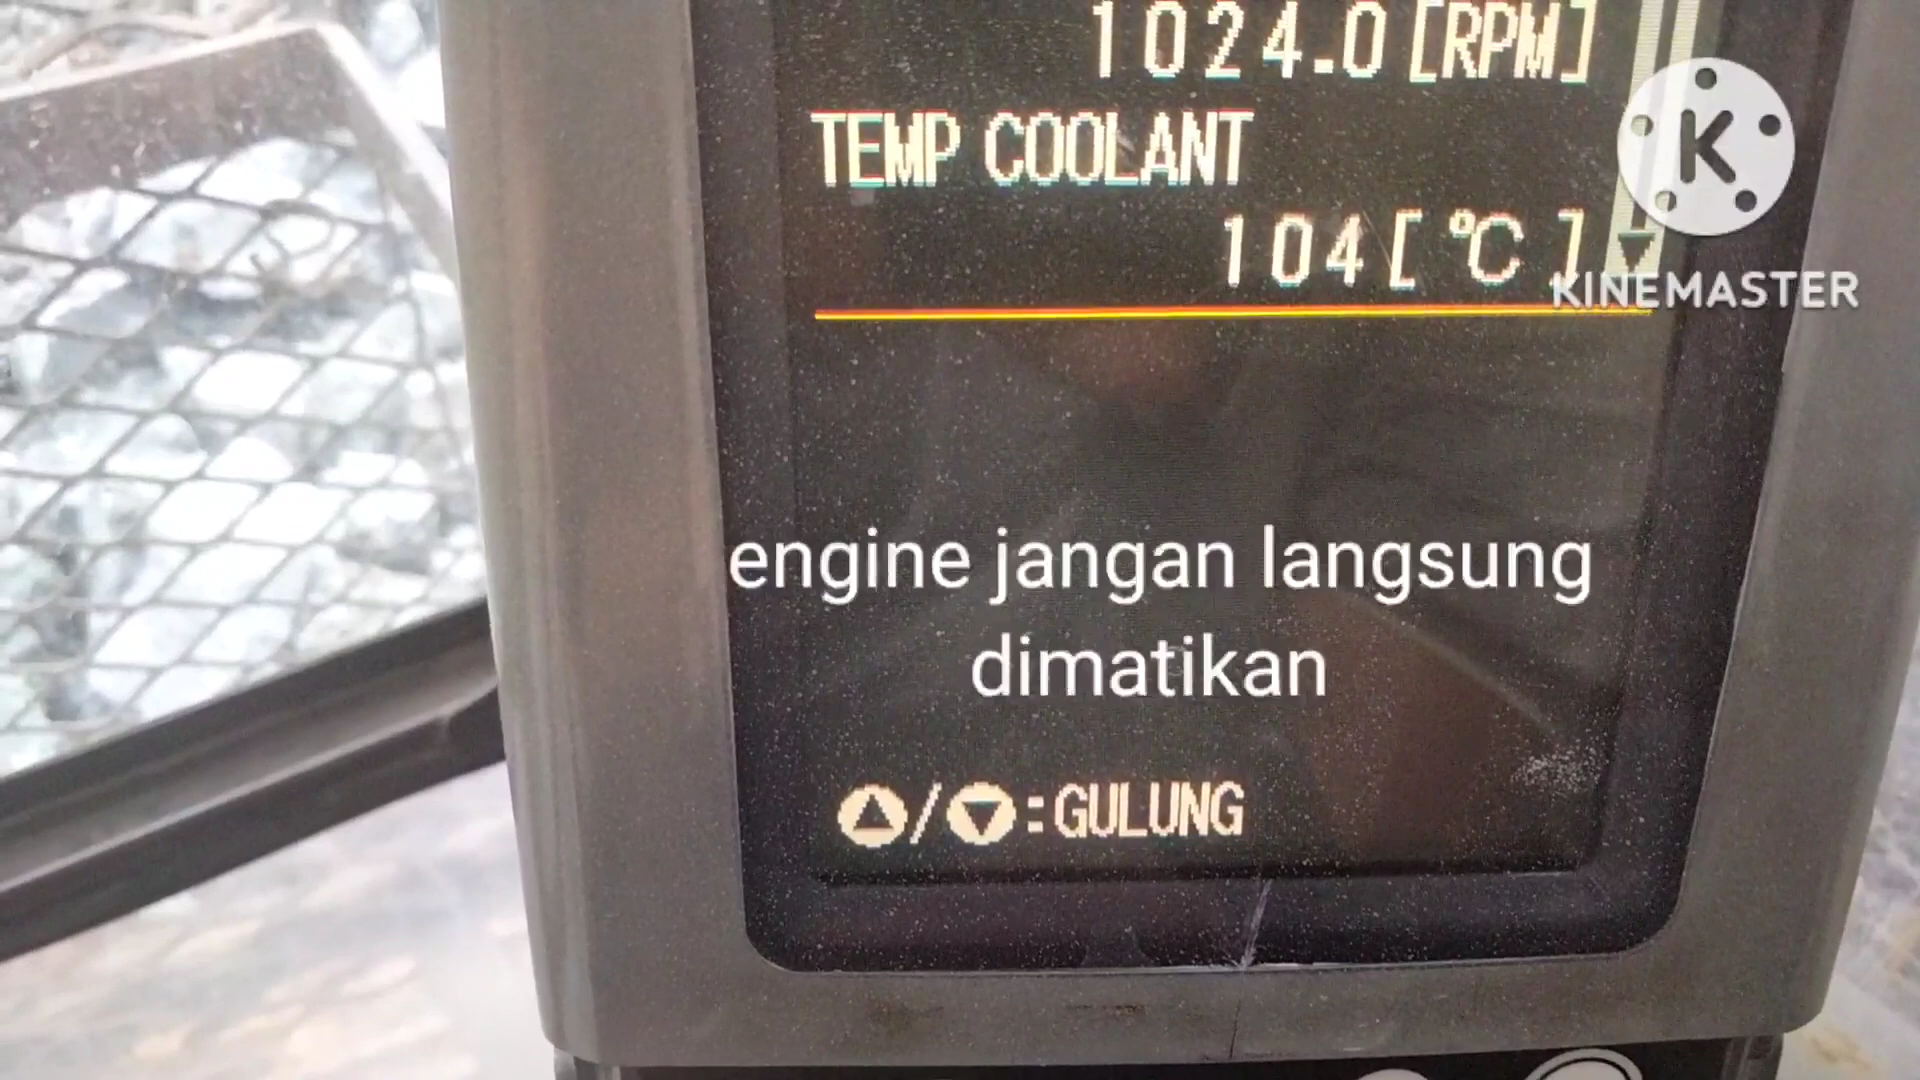 1024.0[RPM]
TEMP COOLANT
104[ °C ]
K
KINEMASTER
engine jangan langsung
dimatikan
▲/▼:GULUNG